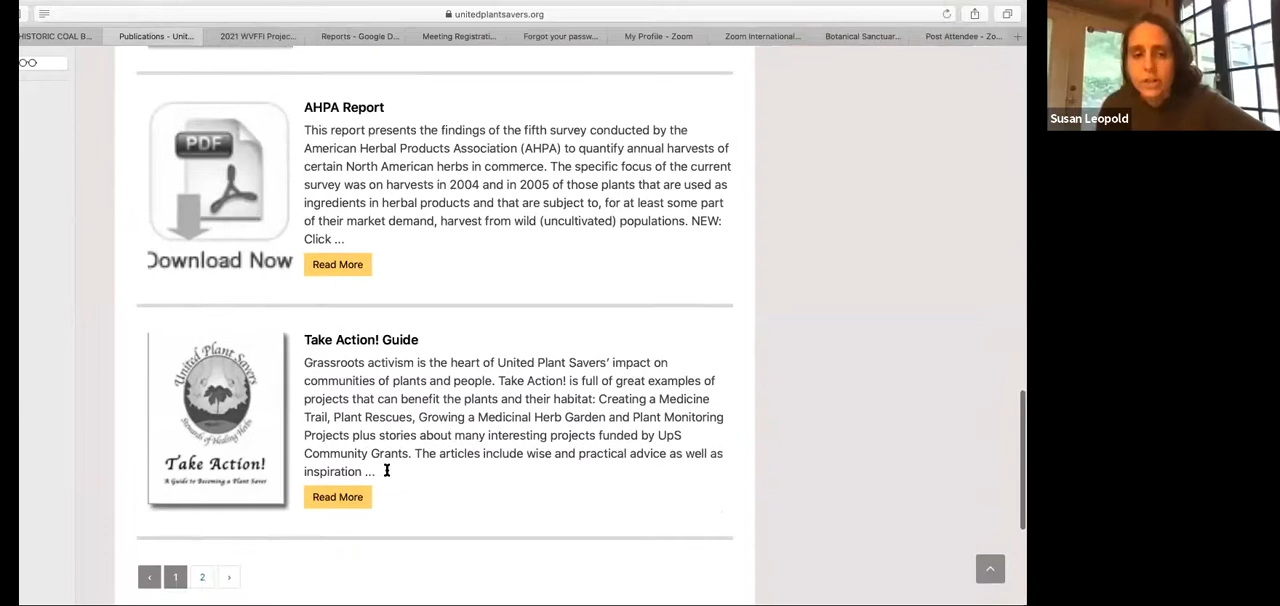 unitedplantsavers.org
HISTORIC COAL B...
Publications - Unit...
2021 WVFFI Projec...
Reports - Google D...
Meeting Registrati...
Forgot your passw...
My Profile - Zoom
Zoom International...
Botanical Sanctuar...
Post Attendee - Zo...
Susan Leopold
AHPA Report
This report presents the findings of the fifth survey conducted by the
American Herbal Products Association (AHPA) to quantify annual harvests of
certain North American herbs in commerce. The specific focus of the current
survey was on harvests in 2004 and in 2005 of those plants that are used as
ingredients in herbal products and that are subject to, for at least some part
of their market demand, harvest from wild (uncultivated) populations. NEW:
Click ...
PDF
Download Now
Read More
Take Action! Guide
Grassroots activism is the heart of United Plant Savers' impact on
communities of plants and people. Take Action! is full of great examples of
projects that can benefit the plants and their habitat: Creating a Medicine
Trail, Plant Rescues, Growing a Medicinal Herb Garden and Plant Monitoring
Projects plus stories about many interesting projects funded by UpS
Community Grants. The articles include wise and practical advice as well as
inspiration ...
United Plant Savers
Stewards of Healing Herbs
Take Action!
A Guide to Becoming a Plant Saver
Read More
‹ 1 2 ›